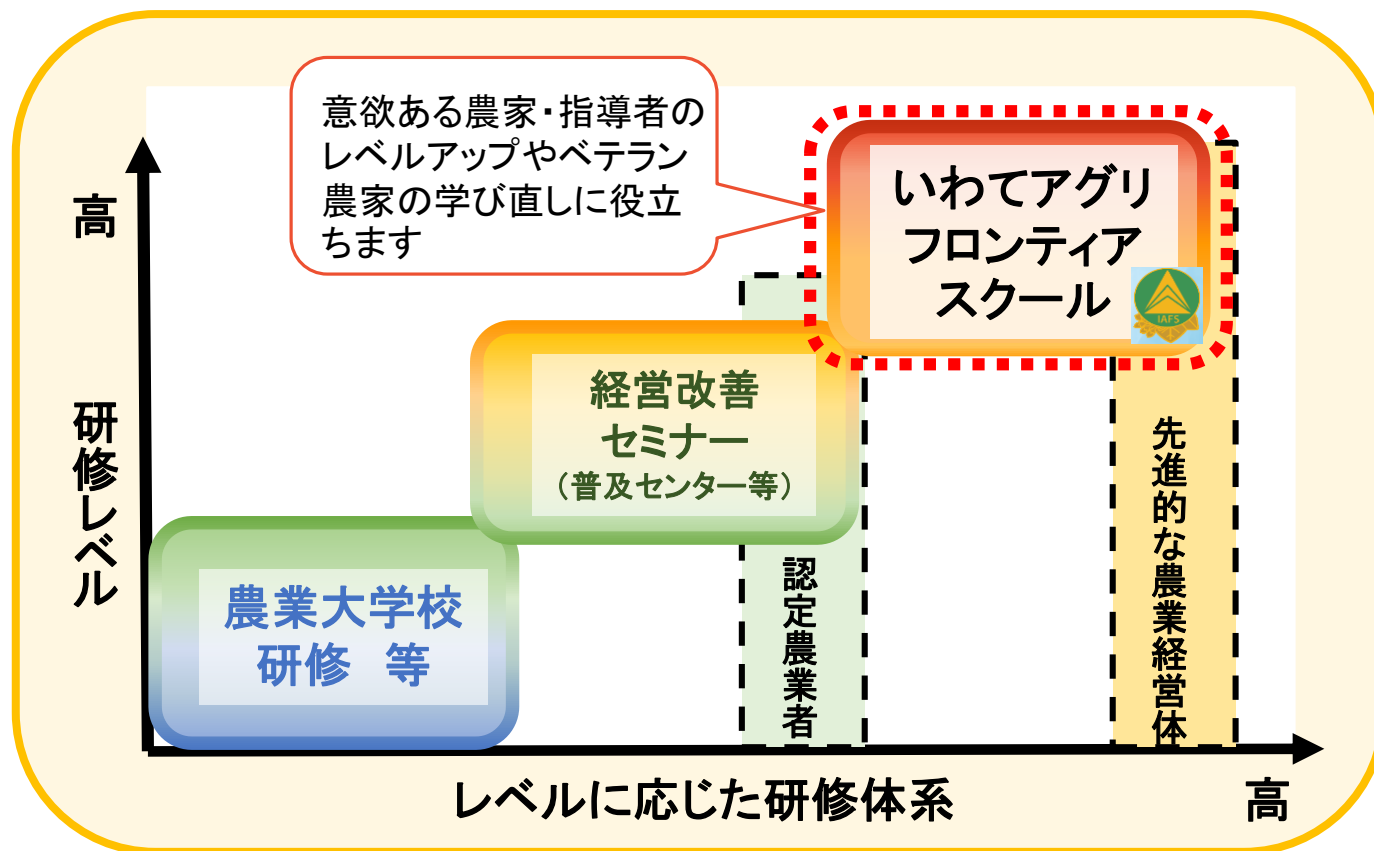 意欲ある農家・指導者の
レベルアップやベテラン
農家の学び直しに役立
ちます
いわてアグリ
フロンティア
スクール
IAFS
高
研修レベル
経営改善
セミナー
（普及センター等）
農業大学校
研修　等
認定農業者
先進的な農業経営体
レベルに応じた研修体系
高